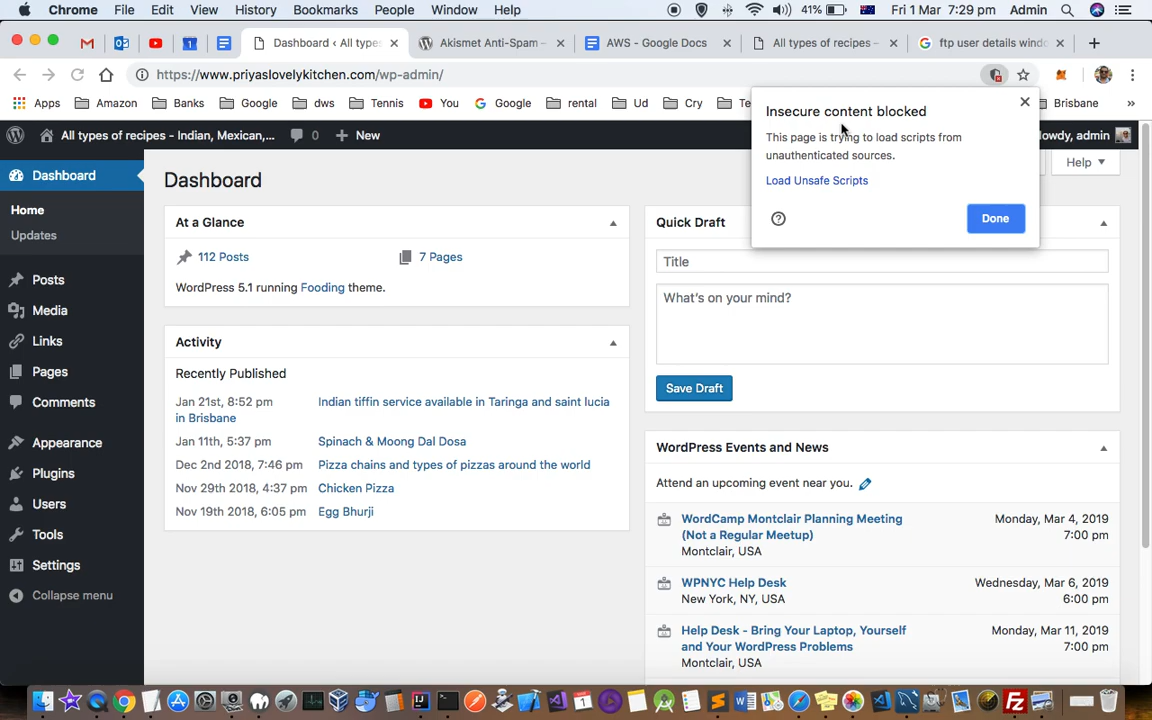 Chrome File Edit View History Bookmarks People Window Help 41% Fri 1 Mar 7:29 pm Admin
Dashboard ‹ All types Akismet Anti-Spam – AWS - Google Docs All types of recipes – ftp user details windo
https://www.priyaslovelykitchen.com/wp-admin/
Apps Amazon Banks Google dws Tennis You Google rental Ud Cry Te Brisbane »
All types of recipes - Indian, Mexican,... 0 New owdy, admin
Insecure content blocked
This page is trying to load scripts from
unauthenticated sources.
Load Unsafe Scripts
Done
Help
Dashboard
Home
Updates
Posts
Media
Links
Pages
Comments
Appearance
Plugins
Users
Tools
Settings
Collapse menu
Dashboard
At a Glance
112 Posts 7 Pages
WordPress 5.1 running Fooding theme.
Activity
Recently Published
Jan 21st, 8:52 pm Indian tiffin service available in Taringa and saint lucia
in Brisbane
Jan 11th, 5:37 pm Spinach & Moong Dal Dosa
Dec 2nd 2018, 7:46 pm Pizza chains and types of pizzas around the world
Nov 29th 2018, 4:37 pm Chicken Pizza
Nov 19th 2018, 6:05 pm Egg Bhurji
Quick Draft
Title
What's on your mind?
Save Draft
WordPress Events and News
Attend an upcoming event near you.
WordCamp Montclair Planning Meeting Monday, Mar 4, 2019
(Not a Regular Meetup) 7:00 pm
Montclair, USA
WPNYC Help Desk Wednesday, Mar 6, 2019
New York, NY, USA 6:00 pm
Help Desk - Bring Your Laptop, Yourself Monday, Mar 11, 2019
and Your WordPress Problems 7:00 pm
Montclair, USA